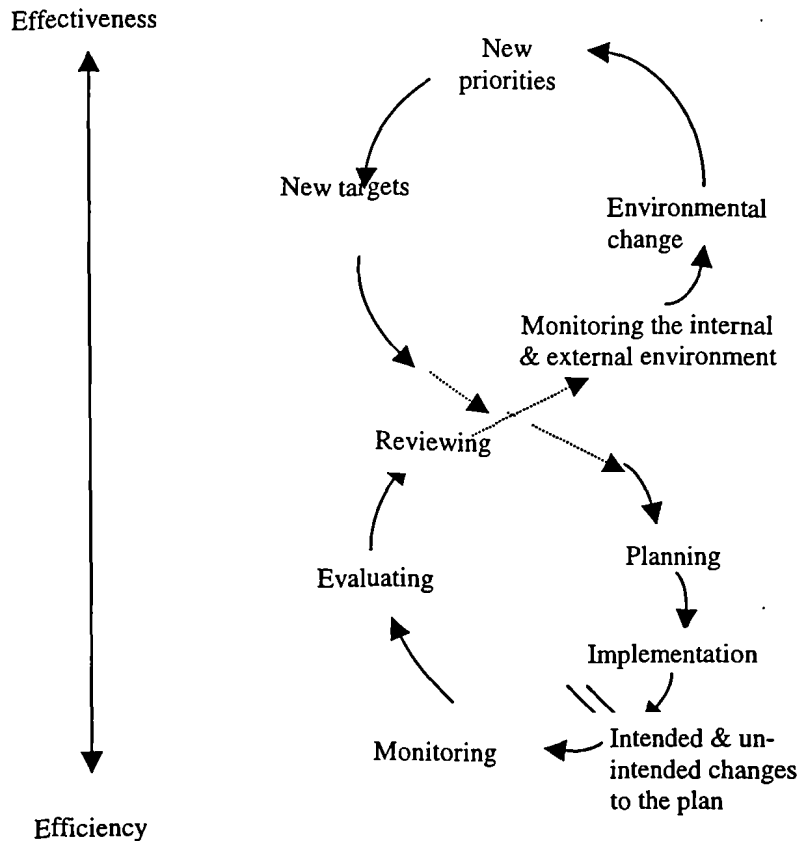 Effectiveness
New
priorities
New targets
Environmental
change
Monitoring the internal
& external environment
Reviewing
Planning
Evaluating
Implementation
Monitoring
Intended & un-
intended changes
to the plan
Efficiency